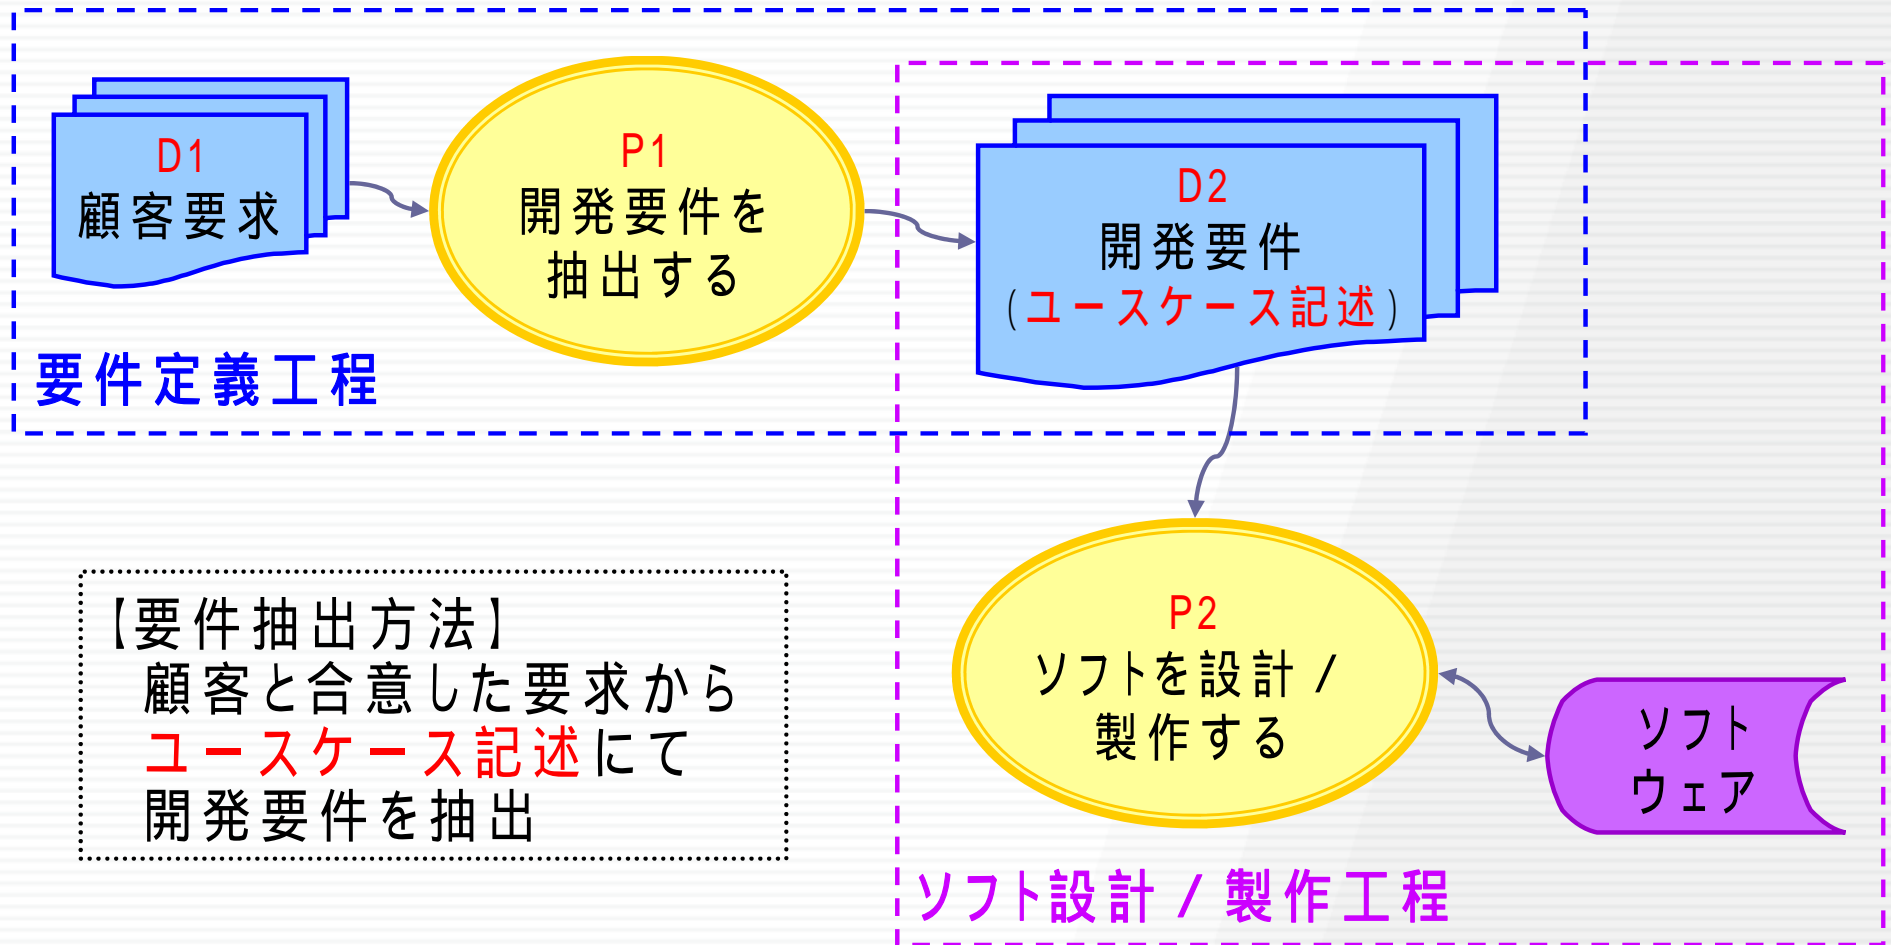 D1
顧客要求
P1
開発要件を
抽出する
D2
開発要件
(ユースケース記述)
要件定義工程
【要件抽出方法】
顧客と合意した要求から
ユースケース記述にて
開発要件を抽出
P2
ソフトを設計/
製作する
ソフト
ウェア
ソフト設計/製作工程